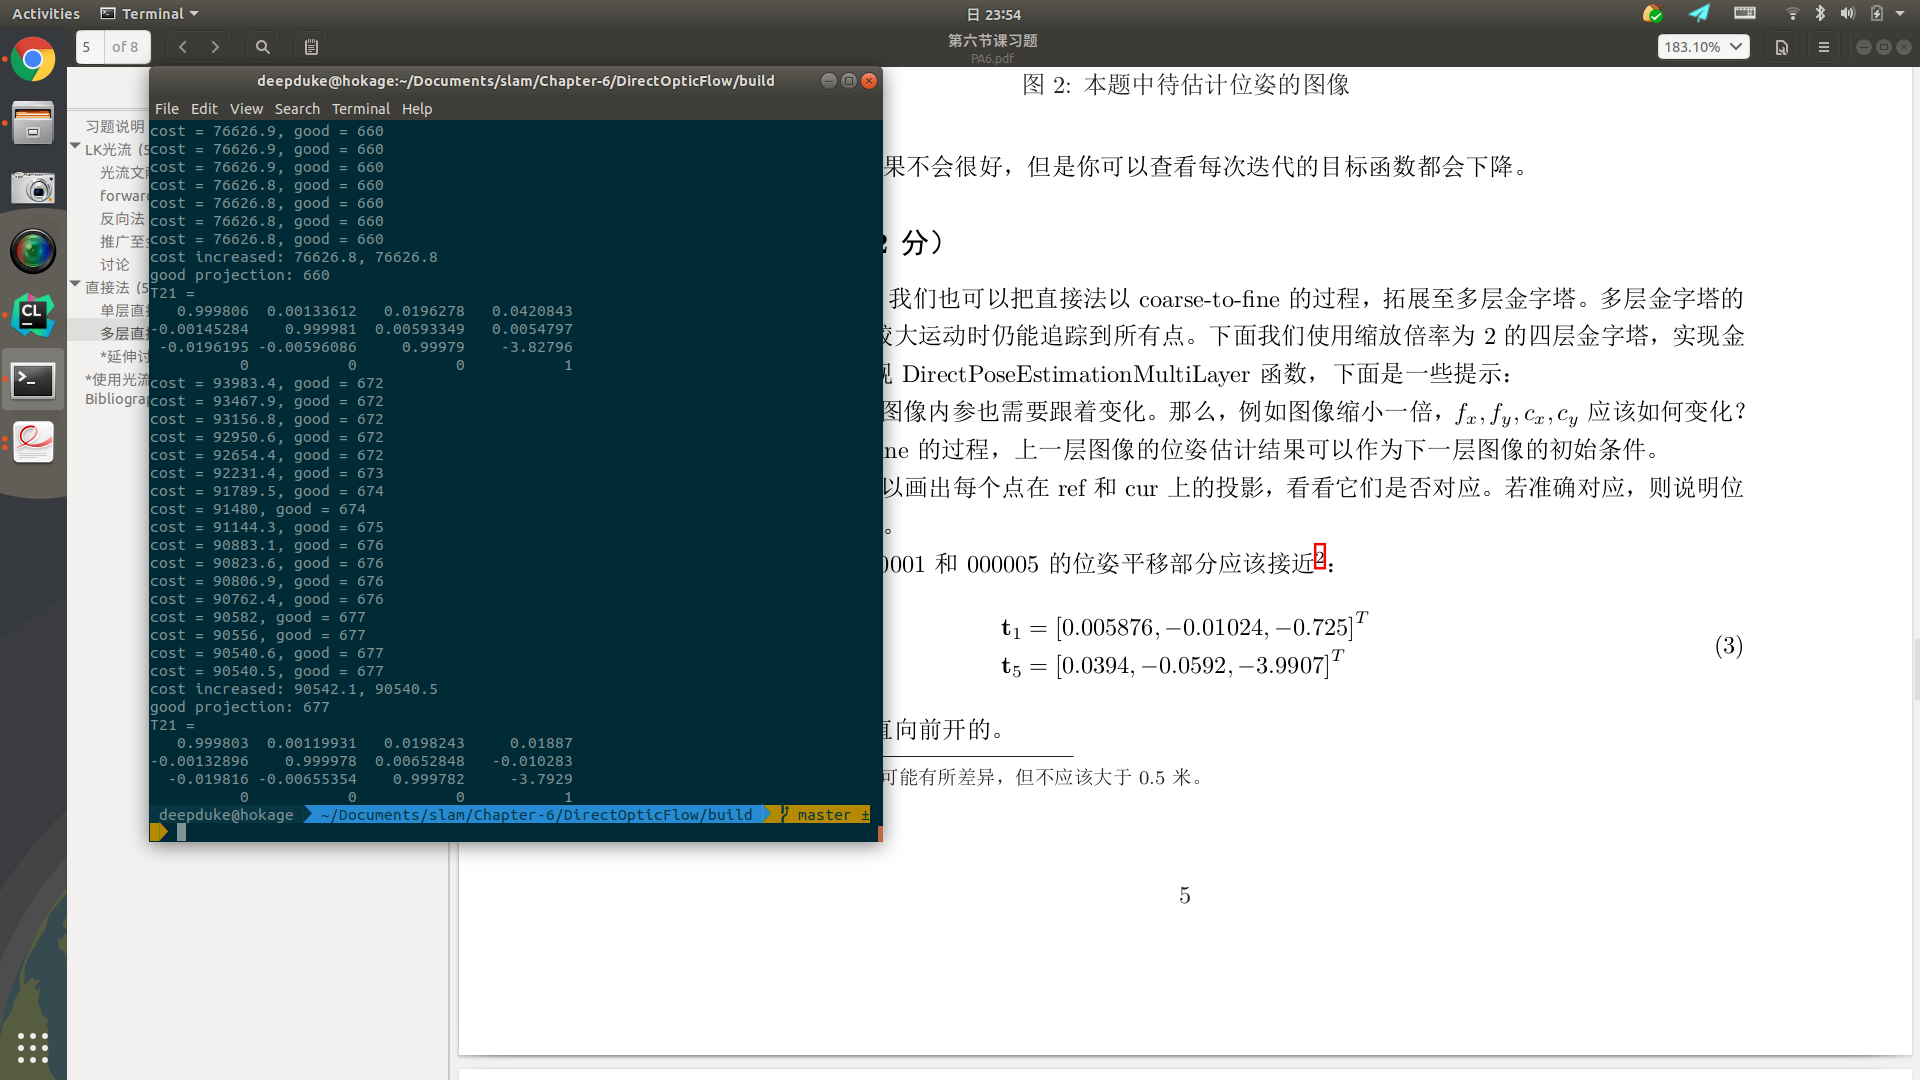 Activities Terminal 日 23:54
5 of 8 第六节课习题 183.10%
PA6.pdf
习题说明
LK光流 (5
光流文
forward
反向法
推广至
讨论
直接法 (5
单层直
多层直
*延伸讨
*使用光流
Bibliogra
deepduke@hokage:~/Documents/slam/Chapter-6/DirectOpticFlow/build
File Edit View Search Terminal Help
cost = 76626.9, good = 660
cost = 76626.9, good = 660
cost = 76626.9, good = 660
cost = 76626.8, good = 660
cost = 76626.8, good = 660
cost = 76626.8, good = 660
cost = 76626.8, good = 660
cost increased: 76626.8, 76626.8
good projection: 660
T21 =
0.999806 0.00133612 0.0196278 0.0420843
-0.00145284 0.999981 0.00593349 0.0054797
-0.0196195 -0.00596086 0.99979 -3.82796
0 0 0 1
cost = 93983.4, good = 672
cost = 93467.9, good = 672
cost = 93156.8, good = 672
cost = 92950.6, good = 672
cost = 92654.4, good = 672
cost = 92231.4, good = 673
cost = 91789.5, good = 674
cost = 91480, good = 674
cost = 91144.3, good = 675
cost = 90883.1, good = 676
cost = 90823.6, good = 676
cost = 90806.9, good = 676
cost = 90762.4, good = 676
cost = 90582, good = 677
cost = 90556, good = 677
cost = 90540.6, good = 677
cost = 90540.5, good = 677
cost increased: 90542.1, 90540.5
good projection: 677
T21 =
0.999803 0.00119931 0.0198243 0.01887
-0.00132896 0.999978 0.00652848 -0.010283
-0.019816 -0.00655354 0.999782 -3.7929
0 0 0 1
deepduke@hokage ~/Documents/slam/Chapter-6/DirectOpticFlow/build master ±
图 2: 本题中待估计位姿的图像
果不会很好，但是你可以查看每次迭代的目标函数都会下降。
2 分）
我们也可以把直接法以 coarse-to-fine 的过程，拓展至多层金字塔。多层金字塔的
较大运动时仍能追踪到所有点。下面我们使用缩放倍率为 2 的四层金字塔，实现金
现 DirectPoseEstimationMultiLayer 函数，下面是一些提示：
图像内参也需要跟着变化。那么，例如图像缩小一倍，fx, fy, cx, cy 应该如何变化？
ne 的过程，上一层图像的位姿估计结果可以作为下一层图像的初始条件。
以画出每个点在 ref 和 cur 上的投影，看看它们是否对应。若准确对应，则说明位
。
0001 和 000005 的位姿平移部分应该接近2：
t1 = [0.005876, −0.01024, −0.725]T
t5 = [0.0394, −0.0592, −3.9907]T
(3)
直向前开的。
可能有所差异，但不应该大于 0.5 米。
5